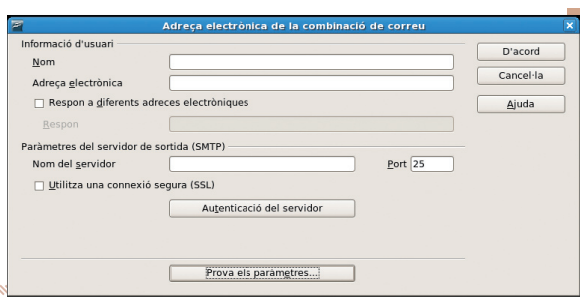 Adreça electrònica de la combinació de correu
Informació d'usuari
Nom
Adreça electrònica
Respon a diferents adreces electròniques
Respon
Paràmetres del servidor de sortida (SMTP)
Nom del servidor
Port 25
Utilitza una connexió segura (SSL)
Autenticació del servidor
Prova els paràmetres...
D'acord
Cancel·la
Ajuda